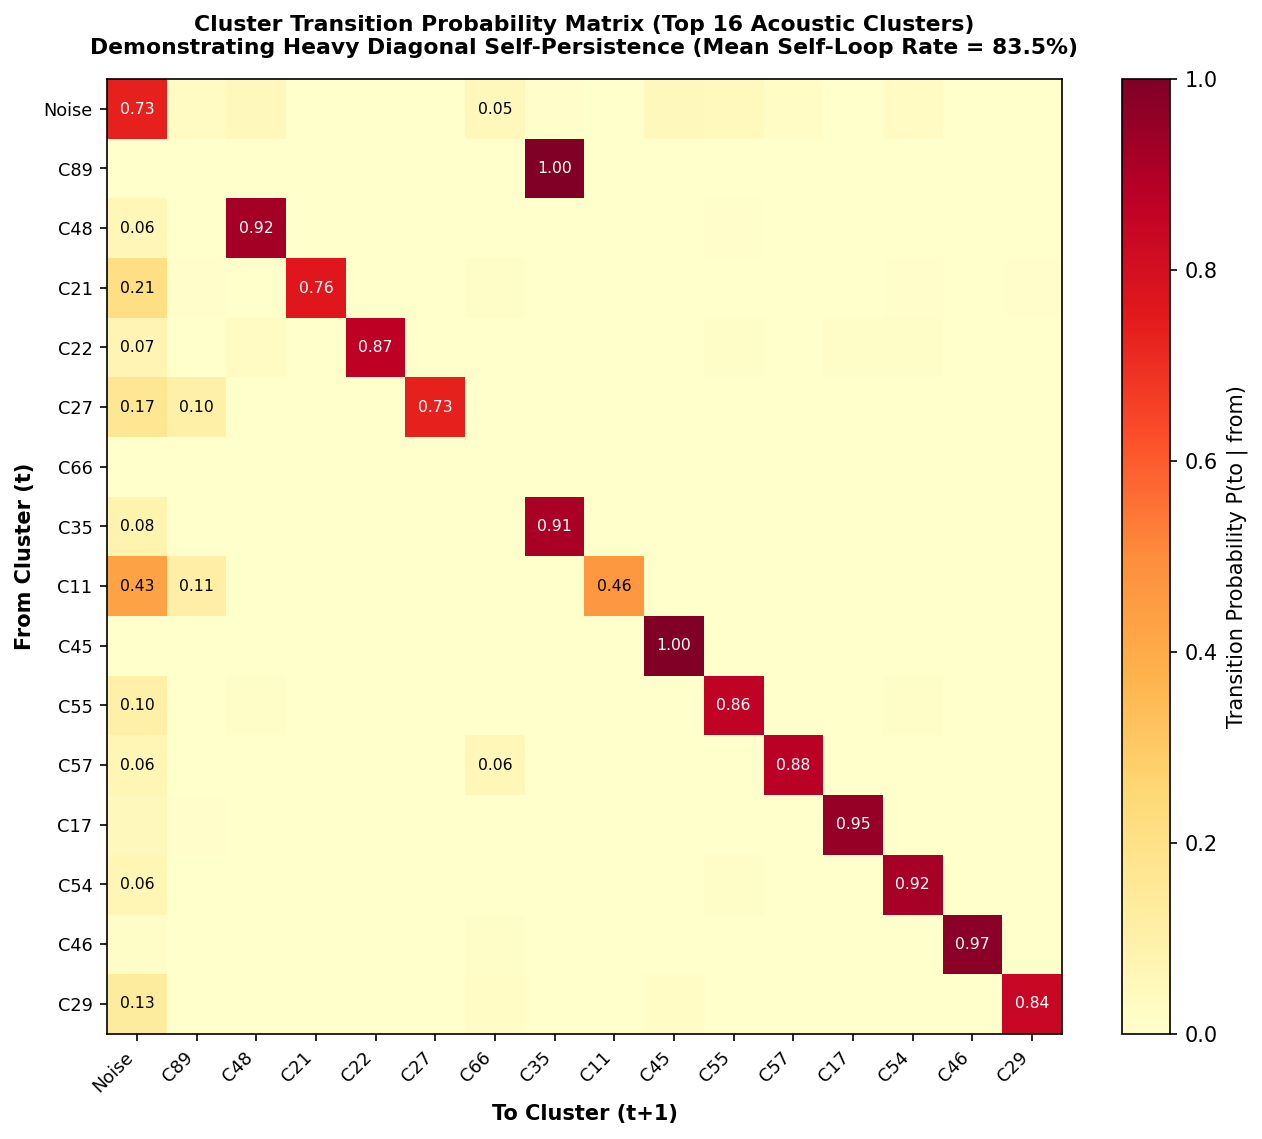 Cluster Transition Probability Matrix (Top 16 Acoustic Clusters)
Demonstrating Heavy Diagonal Self-Persistence (Mean Self-Loop Rate = 83.5%)
Noise 0.73 0.05
C89 1.00
C48 0.06 0.92
C21 0.21 0.76
C22 0.07 0.87
C27 0.17 0.10 0.73
C66
C35 0.08 0.91
C11 0.43 0.11 0.46
C45 1.00
C55 0.10 0.86
C57 0.06 0.06 0.88
C17 0.95
C54 0.06 0.92
C46 0.97
C29 0.13 0.84
From Cluster (t)
Noise C89 C48 C21 C22 C27 C66 C35 C11 C45 C55 C57 C17 C54 C46 C29
To Cluster (t+1)
1.0
0.8
0.6
0.4
0.2
0.0
Transition Probability P(to | from)